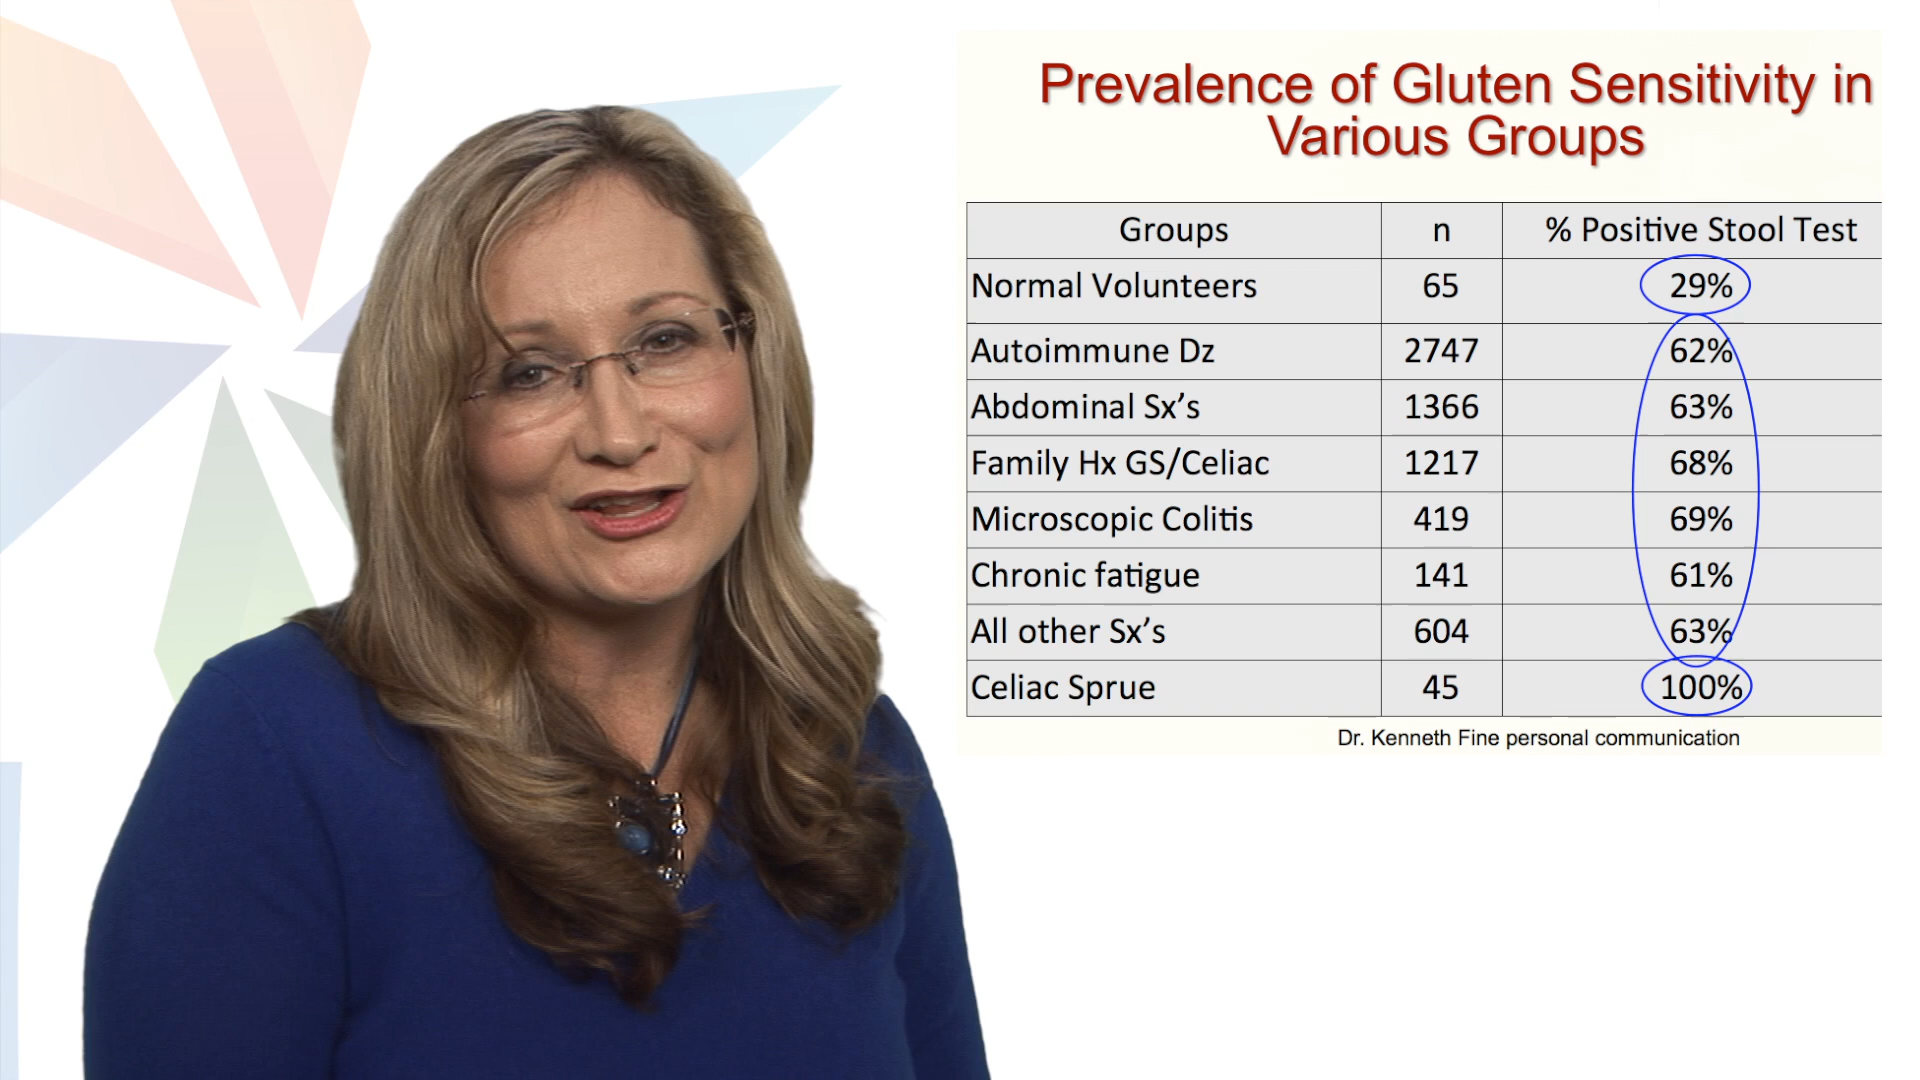 Prevalence of Gluten Sensitivity in
Various Groups
Groups n % Positive Stool Test
Normal Volunteers 65 29%
Autoimmune Dz 2747 62%
Abdominal Sx's 1366 63%
Family Hx GS/Celiac 1217 68%
Microscopic Colitis 419 69%
Chronic fatigue 141 61%
All other Sx's 604 63%
Celiac Sprue 45 100%
Dr. Kenneth Fine personal communication